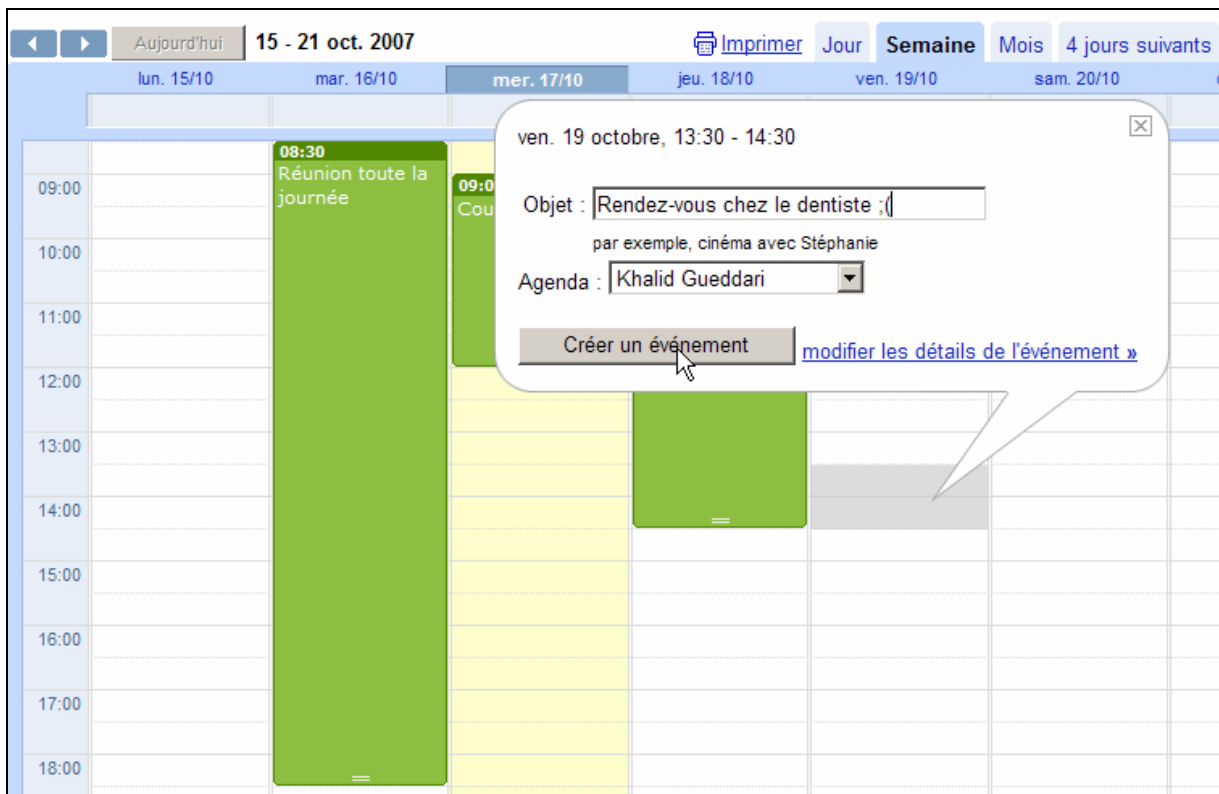 Aujourd'hui 15 - 21 oct. 2007 Imprimer Jour Semaine Mois 4 jours suivants
lun. 15/10 mar. 16/10 mer. 17/10 jeu. 18/10 ven. 19/10 sam. 20/10
ven. 19 octobre, 13:30 - 14:30
Objet : Rendez-vous chez le dentiste ;(
par exemple, cinéma avec Stéphanie
Agenda : Khalid Gueddari
Créer un événement modifier les détails de l'événement »
08:30
Réunion toute la
journée
09:0
Cou
09:00
10:00
11:00
12:00
13:00
14:00
15:00
16:00
17:00
18:00